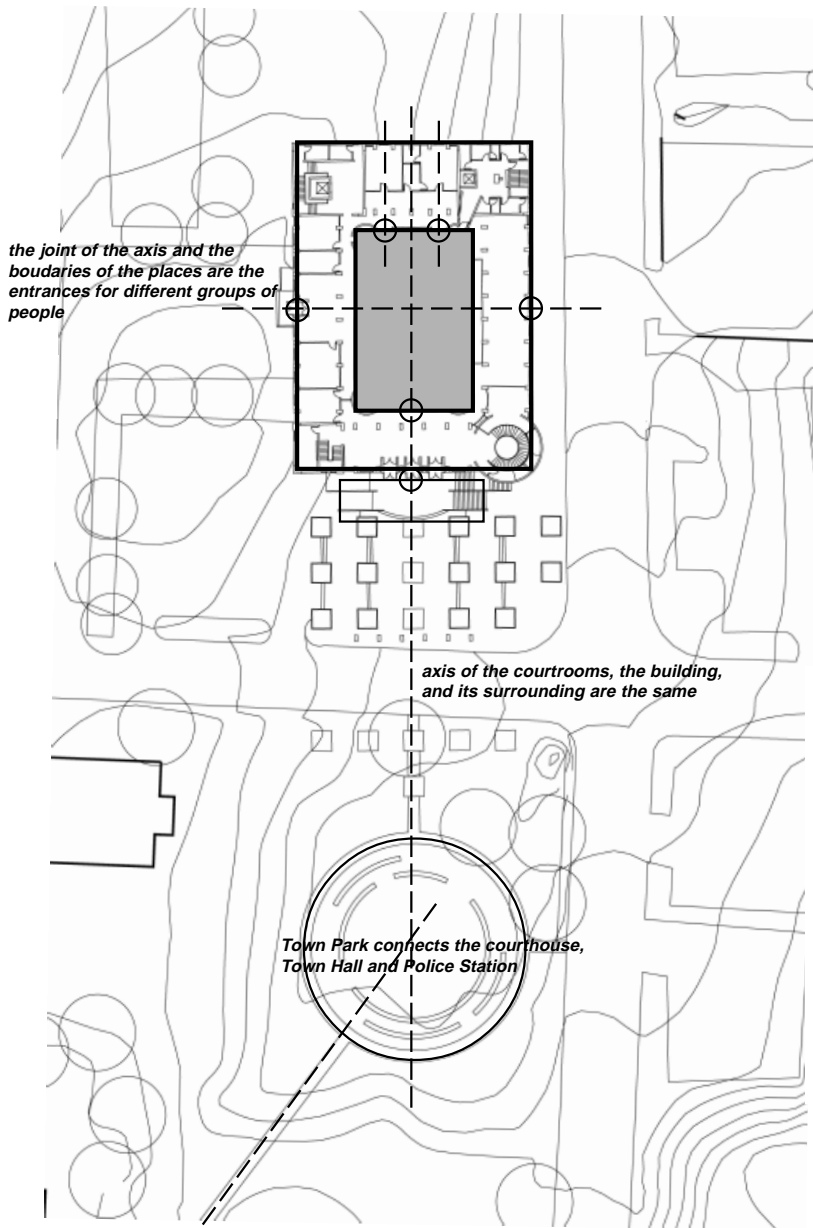 the joint of the axis and the
boudaries of the places are the
entrances for different groups of
people
axis of the courtrooms, the building,
and its surrounding are the same
Town Park connects the courthouse,
Town Hall and Police Station